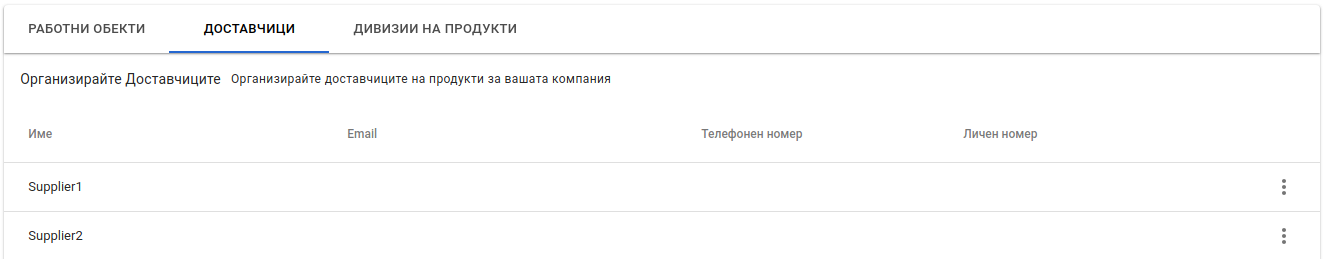 РАБОТНИ ОБЕКТИ ДОСТАВЧИЦИ ДИВИЗИИ НА ПРОДУКТИ
Организирайте Доставчиците Организирайте доставчиците на продукти за вашата компания
Име Email Телефонен номер Личен номер
Supplier1
Supplier2